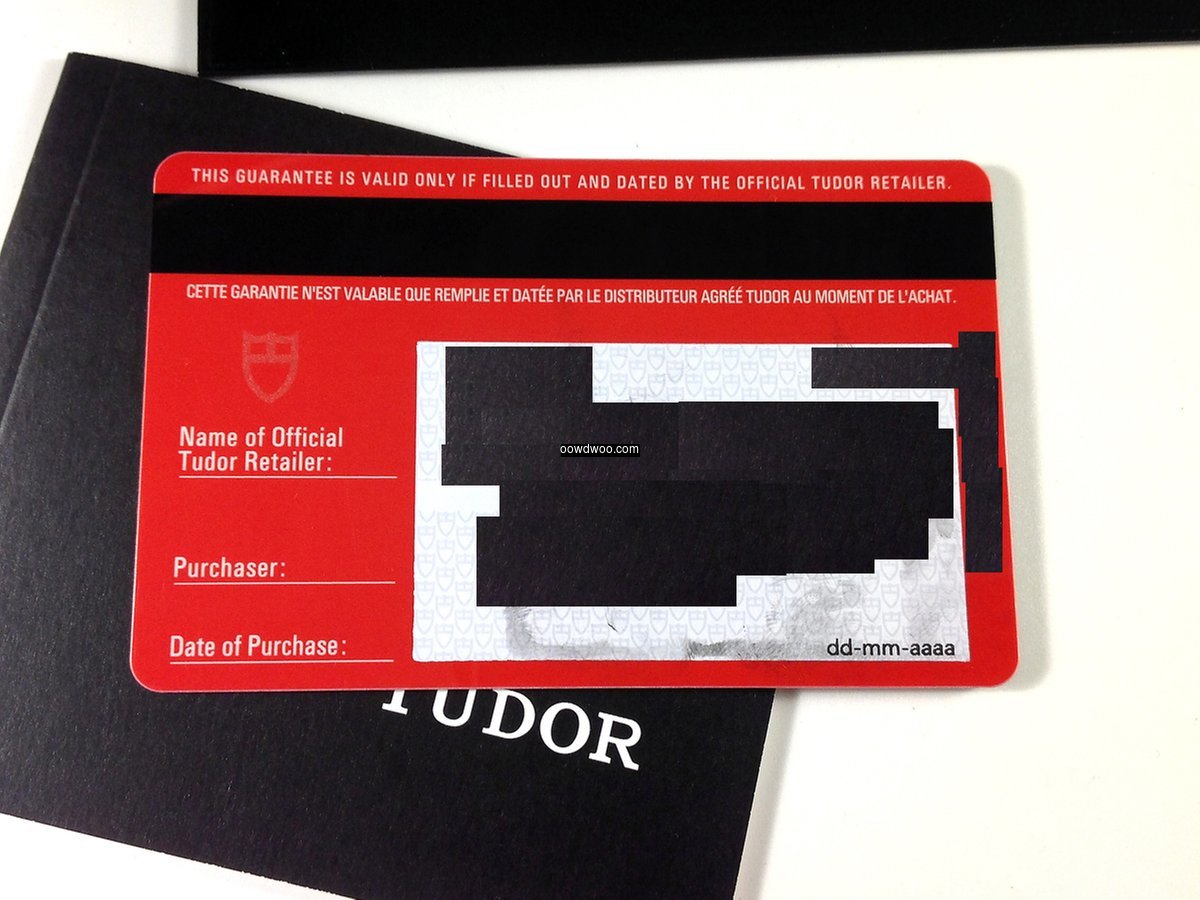 THIS GUARANTEE IS VALID ONLY IF FILLED OUT AND DATED BY THE OFFICIAL TUDOR RETAILER.
CETTE GARANTIE N'EST VALABLE QUE REMPLIE ET DATÉE PAR LE DISTRIBUTEUR AGRÉÉ TUDOR AU MOMENT DE L'ACHAT.
Name of Official
Tudor Retailer:
oowdwoo.com
Purchaser:
Date of Purchase:
dd-mm-aaaa
TUDOR